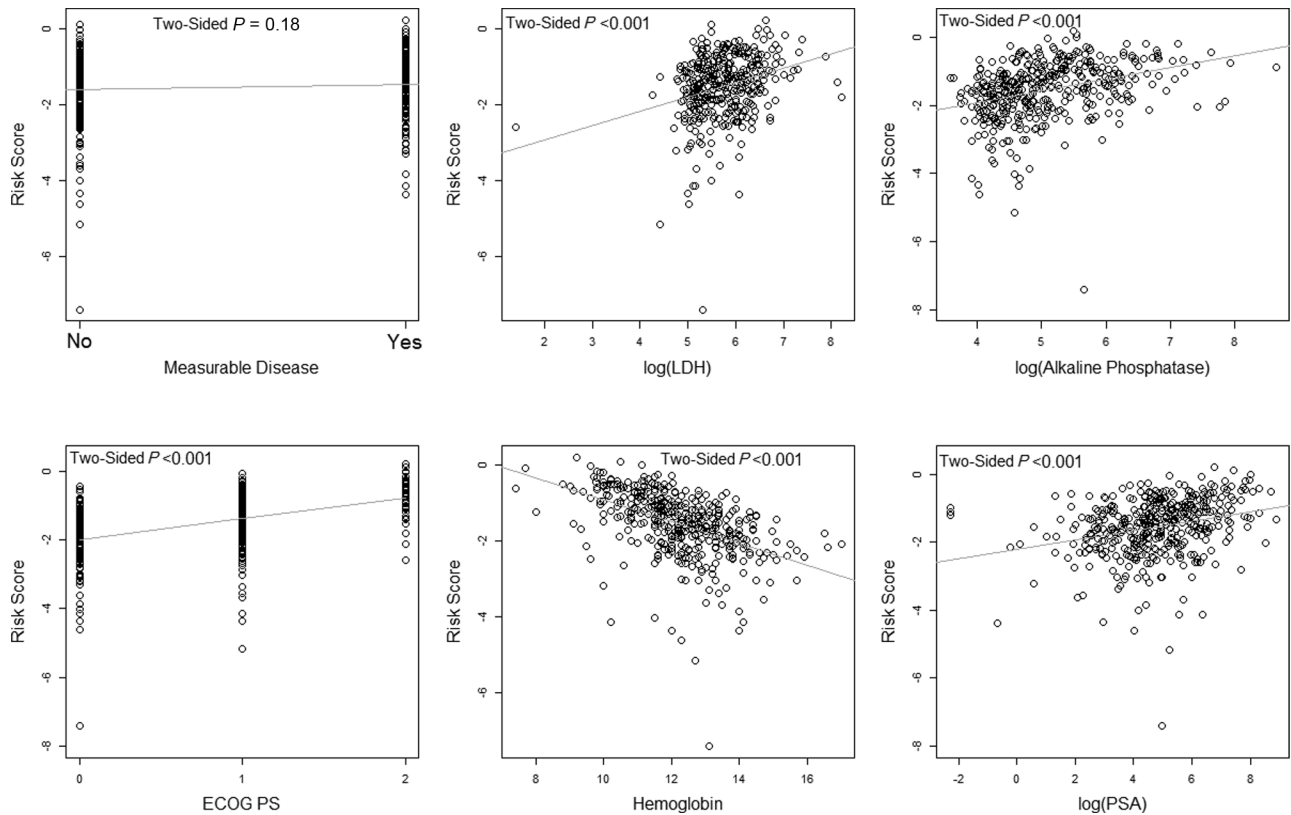 Two-Sided P = 0.18
Risk Score
0
-2
-4
-6
No
Yes
Measurable Disease
Two-Sided P <0.001
Risk Score
0
-2
-4
-6
2
3
4
5
6
7
8
log(LDH)
Two-Sided P <0.001
Risk Score
0
-2
-4
-6
-8
4
5
6
7
8
log(Alkaline Phosphatase)
Two-Sided P <0.001
Risk Score
0
-2
-4
-6
-8
0
1
2
ECOG PS
Two-Sided P <0.001
Risk Score
0
-2
-4
-6
8
10
12
14
16
Hemoglobin
Two-Sided P <0.001
Risk Score
0
-2
-4
-6
-8
-2
0
2
4
6
8
log(PSA)